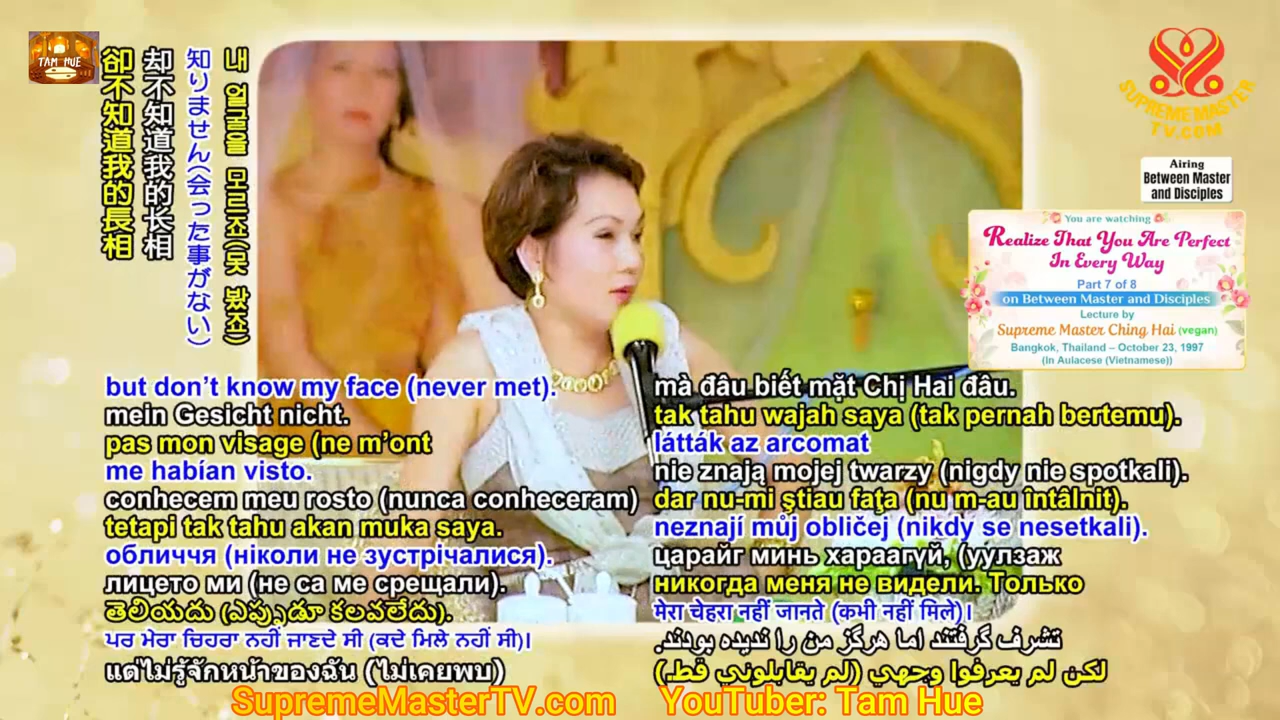 TAM HUE
卻不知道我的長相
却不知道我的长相
知りません(会った事がない)
내 얼굴을 모르죠(못 봤죠)
SUPREME MASTER
TV.COM
Airing
Between Master
and Disciples
You are watching
Realize That You Are Perfect
In Every Way
Part 7 of 8
on Between Master and Disciples
Lecture by
Supreme Master Ching Hai (vegan)
Bangkok, Thailand – October 23, 1997
(In Aulacese (Vietnamese))
but don't know my face (never met).
mein Gesicht nicht.
pas mon visage (ne m'ont
me habían visto.
conhecem meu rosto (nunca conheceram)
tetapi tak tahu akan muka saya.
обличчя (ніколи не зустрічалися).
лицето ми (не са ме срещали).
తెలియదు (ఎప్పుడూ కలవలేదు).
ਪਰ ਮੇਰਾ ਚਿਹਰਾ ਨਹੀਂ ਜਾਣਦੇ ਸੀ (ਕਦੇ ਮਿਲੇ ਨਹੀਂ ਸੀ)।
แต่ไม่รู้จักหน้าของฉัน (ไม่เคยพบ)
mà đâu biết mặt Chị Hai đâu.
tak tahu wajah saya (tak pernah bertemu).
látták az arcomat
nie znają mojej twarzy (nigdy nie spotkali).
dar nu-mi ştiau faţa (nu m-au întâlnit).
neznají můj obličej (nikdy se nesetkali).
царайг минь хараагүй, (уулзаж
никогда меня не видели. Только
मेरा चेहरा नहीं जानते (कभी नहीं मिले)।
تشرف گرفتند اما هرگز من را ندیده بودند.
لكن لم يعرفوا وجهي (لم يقابلوني قط.)
SupremeMasterTV.com
YouTuber: Tam Hue